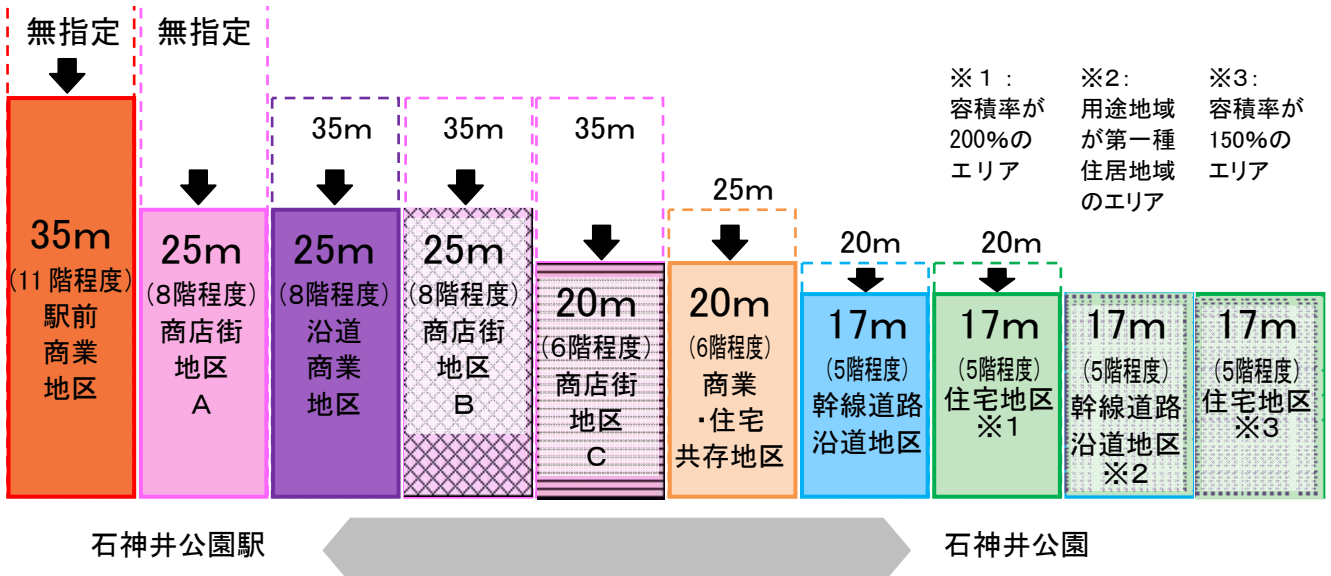 無指定
無指定
35m
35m
35m
25m
20m
20m
※1:
容積率が
200%の
エリア
※2:
用途地域
が第一種
住居地域
のエリア
※3:
容積率が
150%の
エリア
35m
(11階程度)
駅前
商業
地区
25m
(8階程度)
商店街
地区
A
25m
(8階程度)
沿道
商業
地区
25m
(8階程度)
商店街
地区
B
20m
(6階程度)
商店街
地区
C
20m
(6階程度)
商業
・住宅
共存地区
17m
(5階程度)
幹線道路
沿道地区
17m
(5階程度)
住宅地区
※1
17m
(5階程度)
幹線道路
沿道地区
※2
17m
(5階程度)
住宅地区
※3
石神井公園駅
石神井公園